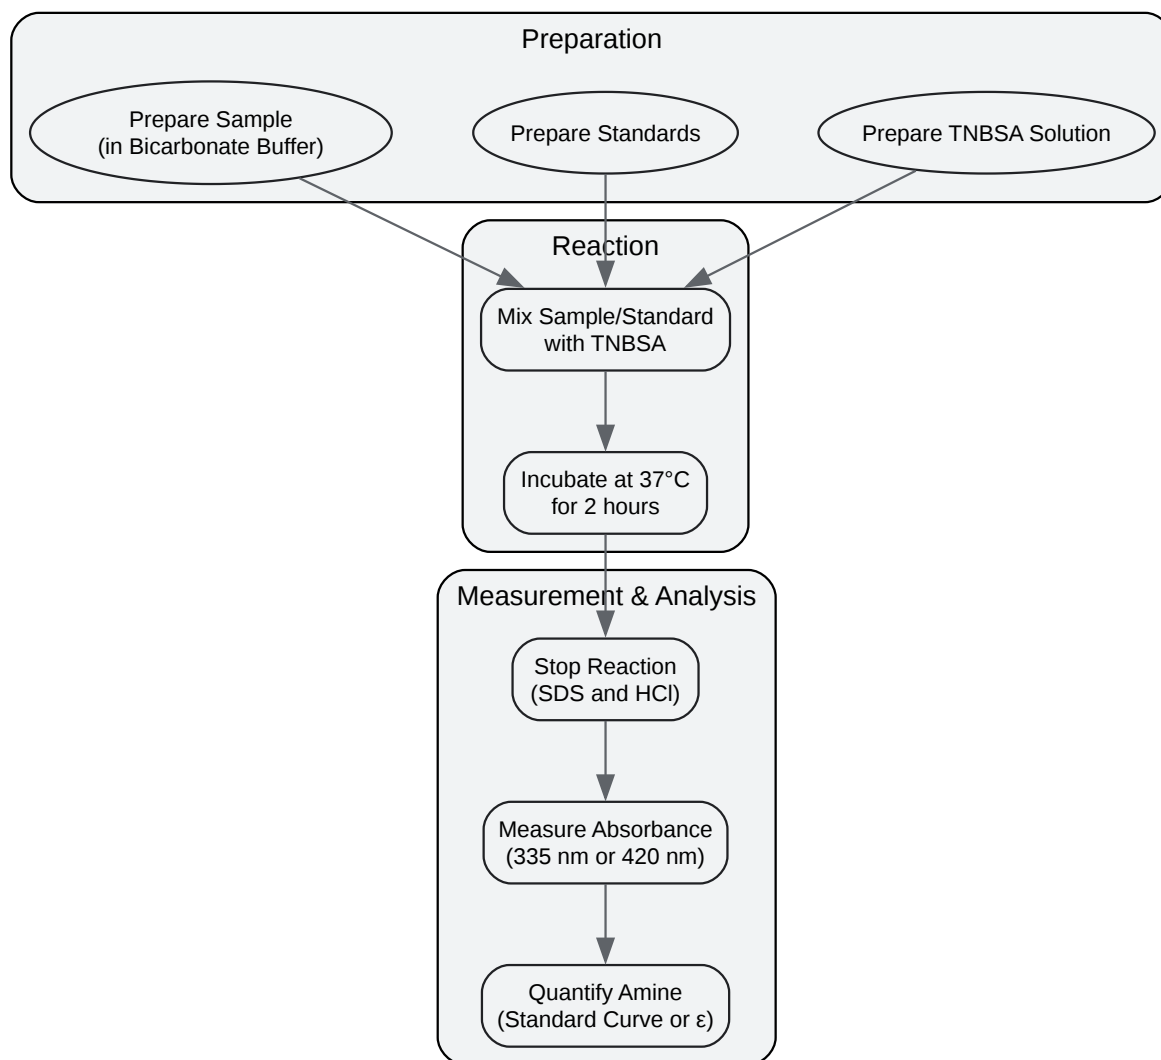 Preparation
Prepare Sample
(in Bicarbonate Buffer)
Prepare Standards
Prepare TNBSA Solution
Reaction
Mix Sample/Standard
with TNBSA
Incubate at 37°C
for 2 hours
Measurement & Analysis
Stop Reaction
(SDS and HCl)
Measure Absorbance
(335 nm or 420 nm)
Quantify Amine
(Standard Curve or ε)